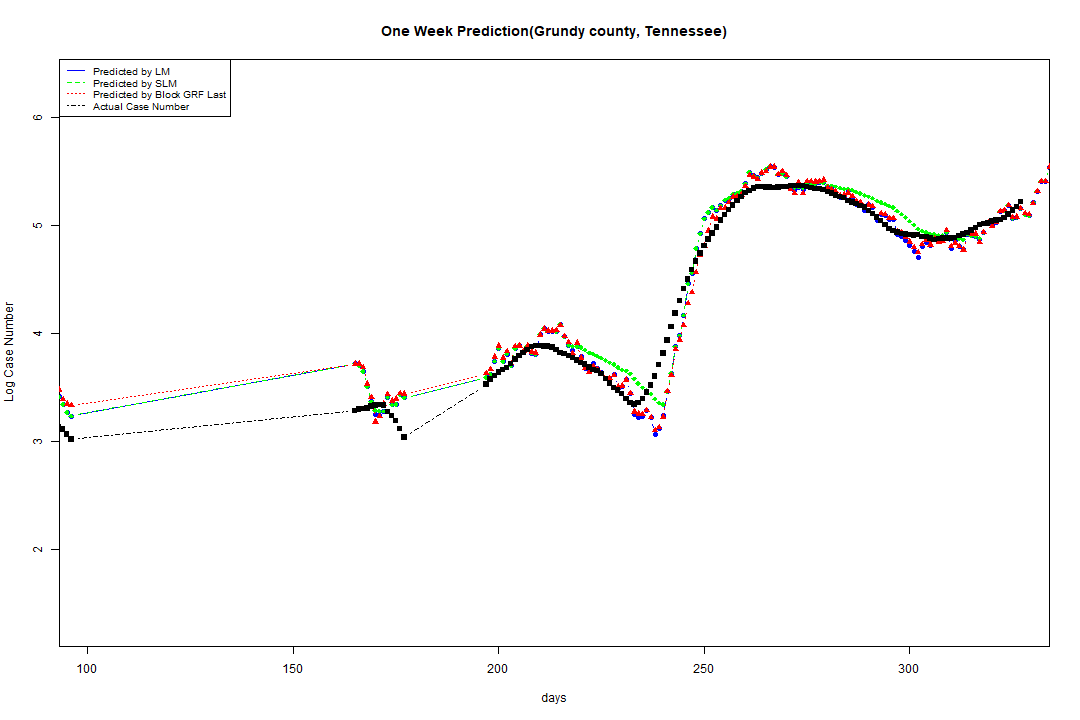 One Week Prediction(Grundy county, Tennessee)
Predicted by LM
Predicted by SLM
Predicted by Block GRF Last
Actual Case Number
6
5
4
3
2
Log Case Number
100 150 200 250 300
days